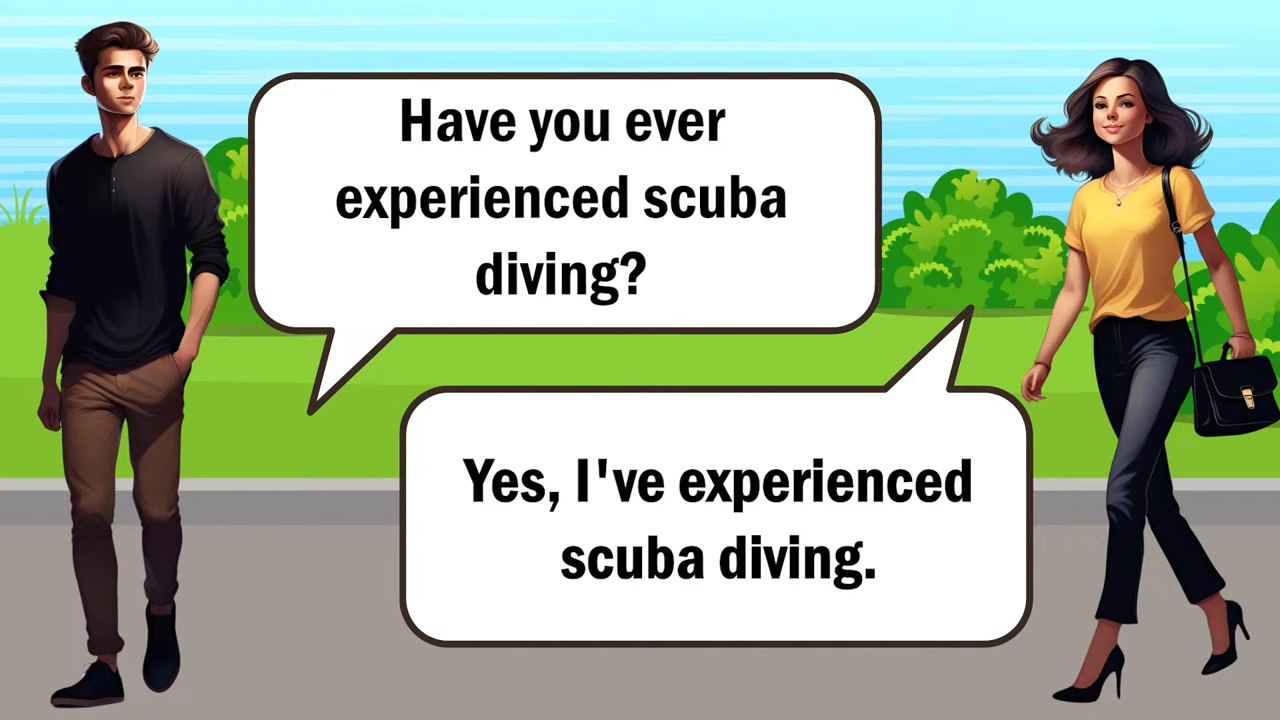 Have you ever
experienced scuba
diving?
Yes, I've experienced
scuba diving.